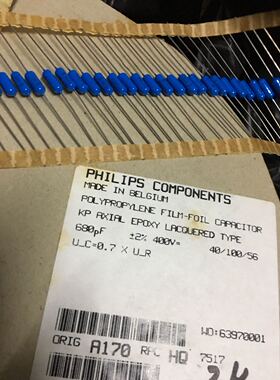 PHILIPS COMPONENTS
MADE IN BELGIUM
POLYPROPYLENE FILM-FOIL CAPACITOR
KP AXIAL EPOXY LACQUERED TYPE
680pF ±2% 400V= 40/100/56
U_C=0.7 X U_R
WO:63970001
ORIG A170 RPC HQ 7517